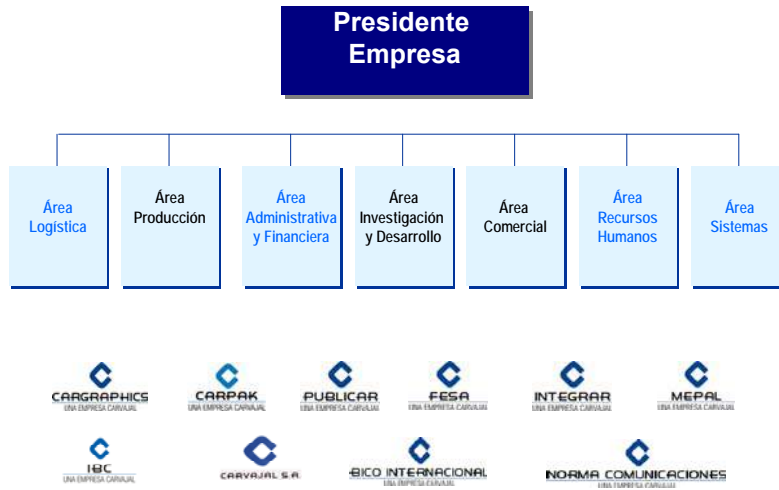 Presidente
Empresa
Área
Logística
Área
Producción
Área
Administrativa
y Financiera
Área
Investigación
y Desarrollo
Área
Comercial
Área
Recursos
Humanos
Área
Sistemas
CARGRAPHICS
UNA EMPRESA CARVAJAL
CARPAK
UNA EMPRESA CARVAJAL
PUBLICAR
UNA EMPRESA CARVAJAL
FESA
UNA EMPRESA CARVAJAL
INTEGRAR
UNA EMPRESA CARVAJAL
MEPAL
UNA EMPRESA CARVAJAL
IBC
UNA EMPRESA CARVAJAL
CARVAJAL S.A.
BICO INTERNACIONAL
UNA EMPRESA CARVAJAL
NORMA COMUNICACIONES
UNA EMPRESA CARVAJAL